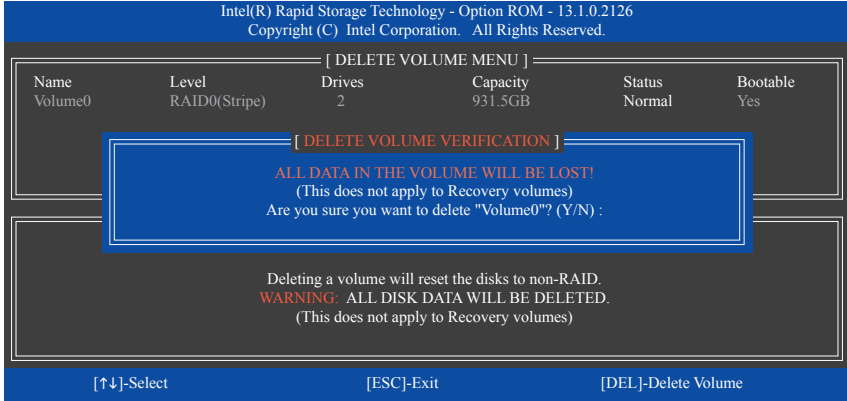 Intel(R) Rapid Storage Technology - Option ROM - 13.1.0.2126
Copyright (C) Intel Corporation. All Rights Reserved.
[ DELETE VOLUME MENU ]
Name Level Drives Capacity Status Bootable
Volume0 RAID0(Stripe) 2 931.5GB Normal Yes
[ DELETE VOLUME VERIFICATION ]
ALL DATA IN THE VOLUME WILL BE LOST!
(This does not apply to Recovery volumes)
Are you sure you want to delete "Volume0"? (Y/N) :
Deleting a volume will reset the disks to non-RAID.
WARNING: ALL DISK DATA WILL BE DELETED.
(This does not apply to Recovery volumes)
[↑↓]-Select [ESC]-Exit [DEL]-Delete Volume